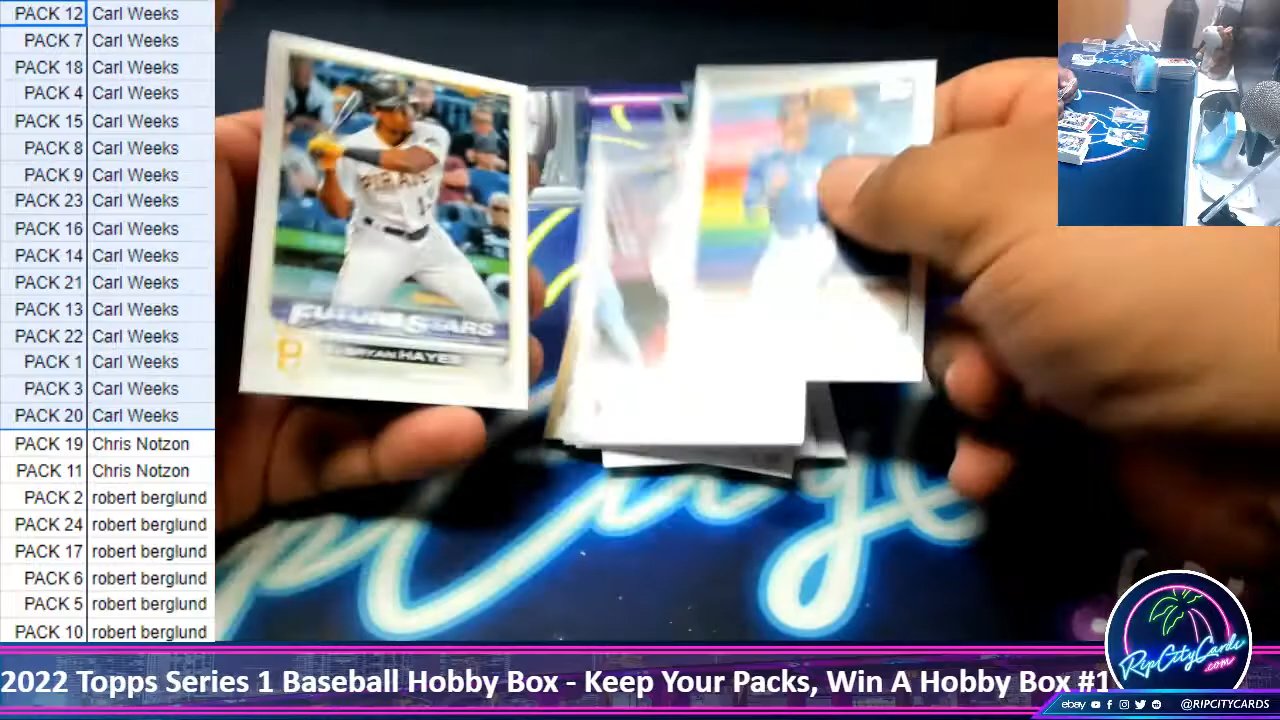 PACK 12 Carl Weeks
PACK 7 Carl Weeks
PACK 18 Carl Weeks
PACK 4 Carl Weeks
PACK 15 Carl Weeks
PACK 8 Carl Weeks
PACK 9 Carl Weeks
PACK 23 Carl Weeks
PACK 16 Carl Weeks
PACK 14 Carl Weeks
PACK 21 Carl Weeks
PACK 13 Carl Weeks
PACK 22 Carl Weeks
PACK 1 Carl Weeks
PACK 3 Carl Weeks
PACK 20 Carl Weeks
PACK 19 Chris Notzon
PACK 11 Chris Notzon
PACK 2 robert berglund
PACK 24 robert berglund
PACK 17 robert berglund
PACK 6 robert berglund
PACK 5 robert berglund
PACK 10 robert berglund
FUTURE STARS
HAYES
P
RipCityCards
.com
2022 Topps Series 1 Baseball Hobby Box - Keep Your Packs, Win A Hobby Box #1
ebay @RIPCITYCARDS